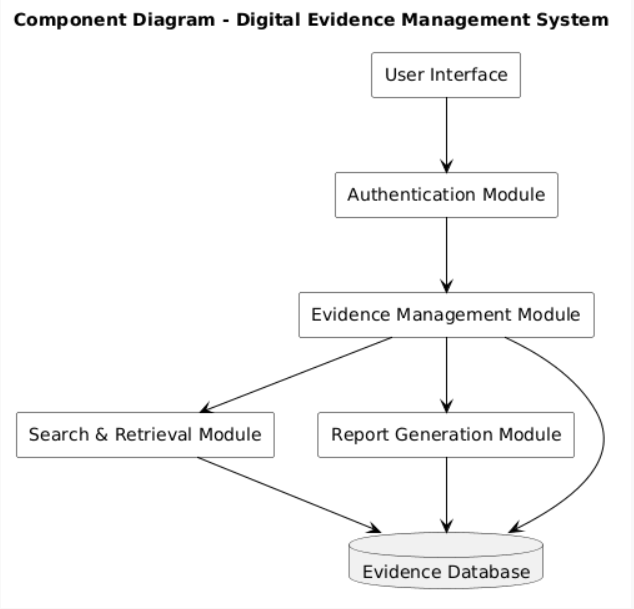 Component Diagram - Digital Evidence Management System
User Interface
Authentication Module
Evidence Management Module
Search & Retrieval Module
Report Generation Module
Evidence Database